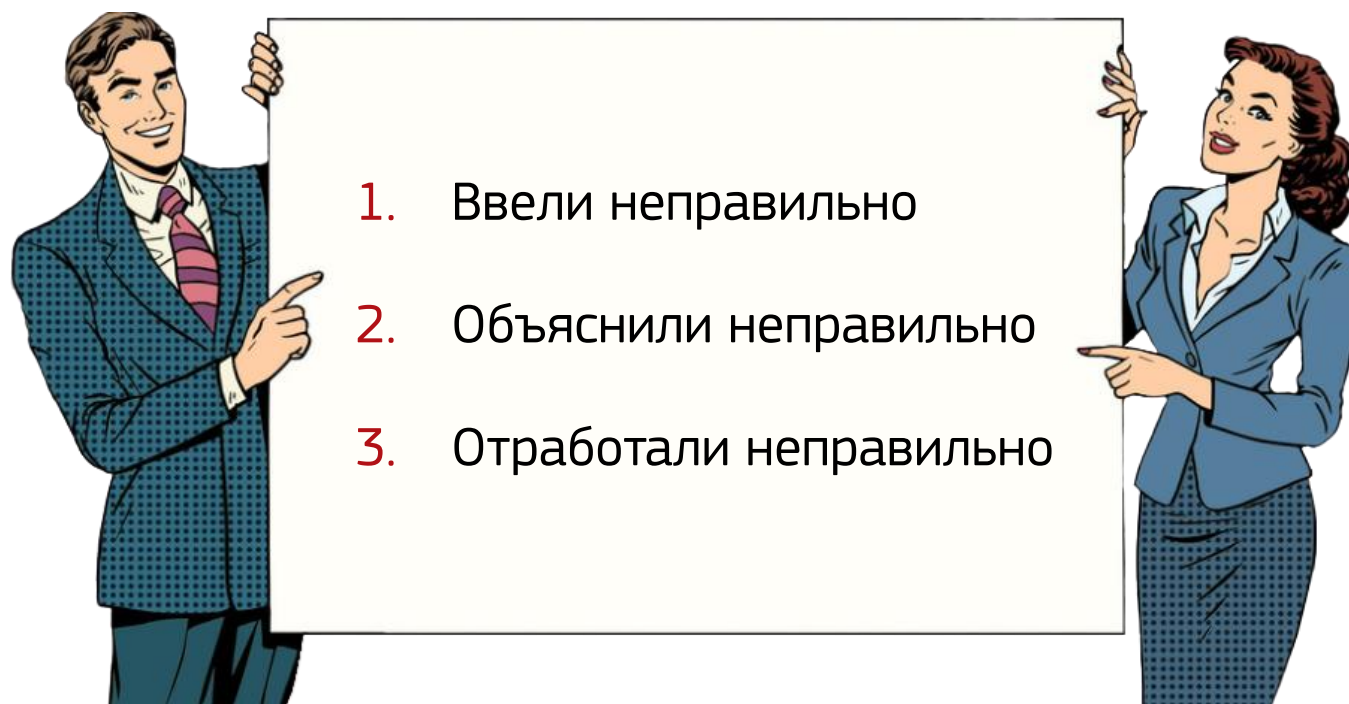 1. Ввели неправильно
2. Объяснили неправильно
3. Отработали неправильно